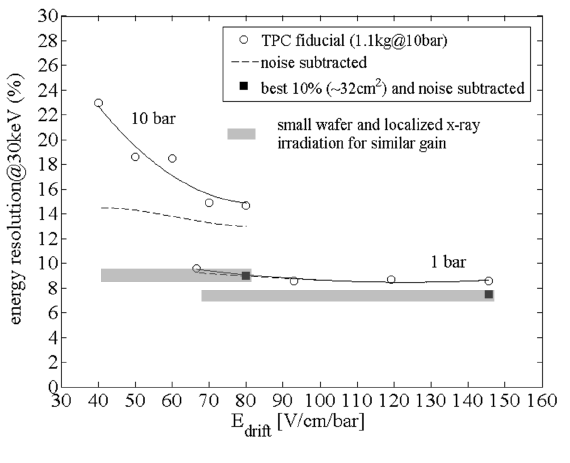 30
28
26
24
22
20
18
16
14
12
10
8
6
4
2
0
energy resolution@30keV (%)
TPC fiducial (1.1kg@10bar)
noise subtracted
best 10% (~32cm²) and noise subtracted
small wafer and localized x-ray
irradiation for similar gain
10 bar
1 bar
30 40 50 60 70 80 90 100 110 120 130 140 150 160
E_drift [V/cm/bar]